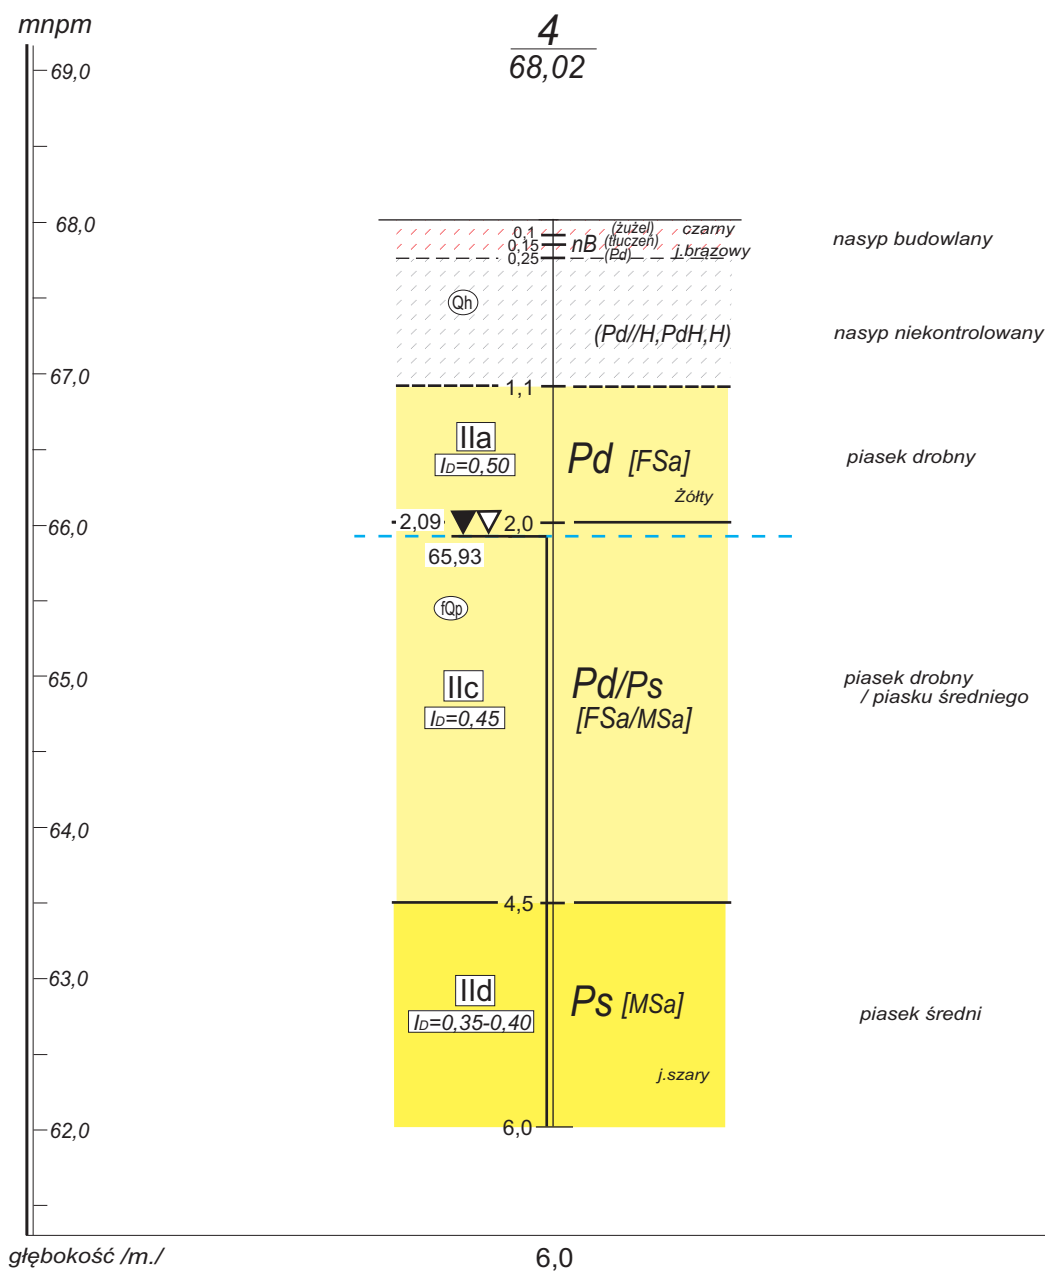 mnpm
4
68,02
69,0
68,0
0,1
(żużel)
czarny
0,15
nB
(tłuczeń)
j.brązowy
nasyp budowlany
0,25
(Pd)
Qh
(Pd//H,PdH,H)
nasyp niekontrolowany
67,0
1,1
IIa
ID=0,50
Pd [FSa]
piasek drobny
Żółty
66,0
2,09
2,0
65,93
fQp
65,0
IIc
ID=0,45
Pd/Ps
[FSa/MSa]
piasek drobny
/ piasku średniego
64,0
4,5
63,0
IId
ID=0,35-0,40
Ps [MSa]
piasek średni
j.szary
62,0
6,0
głębokość /m./
6,0